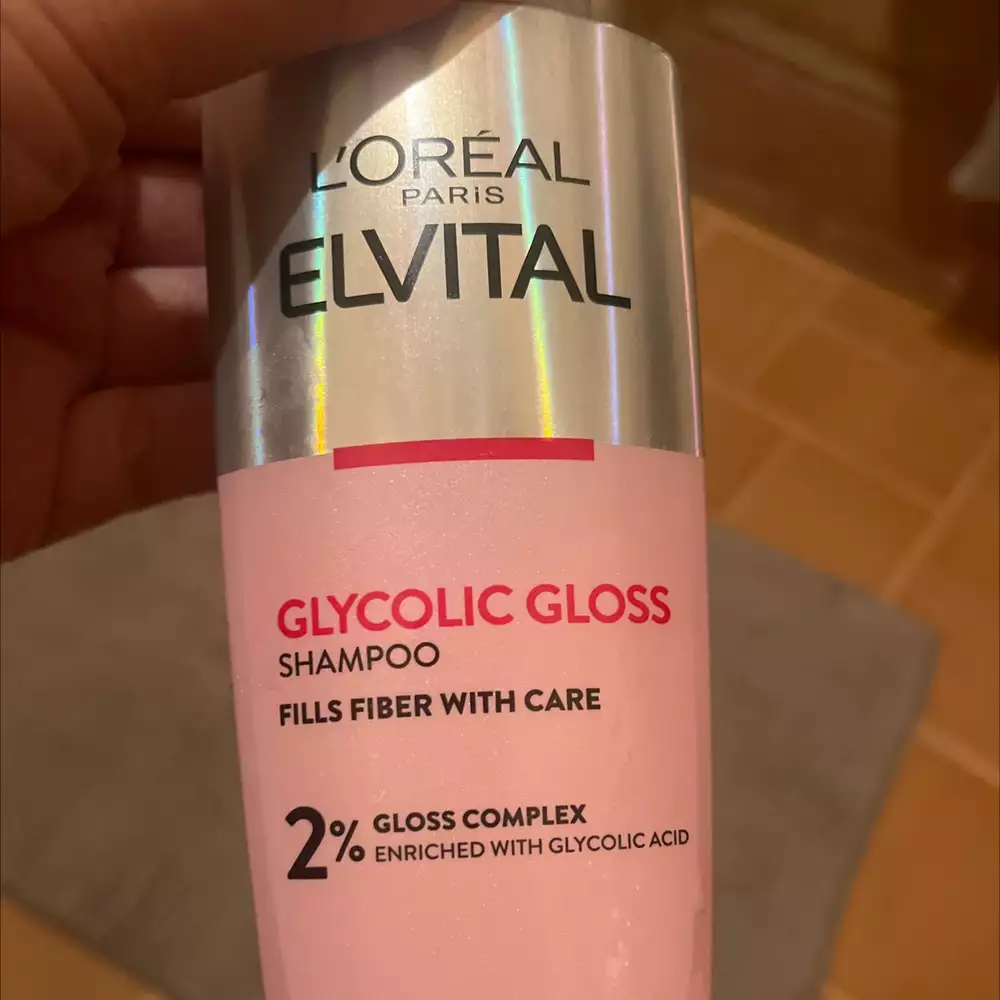 L'ORÉAL
PARIS
ELVITAL
GLYCOLIC GLOSS
SHAMPOO
FILLS FIBER WITH CARE
2% GLOSS COMPLEX
ENRICHED WITH GLYCOLIC ACID